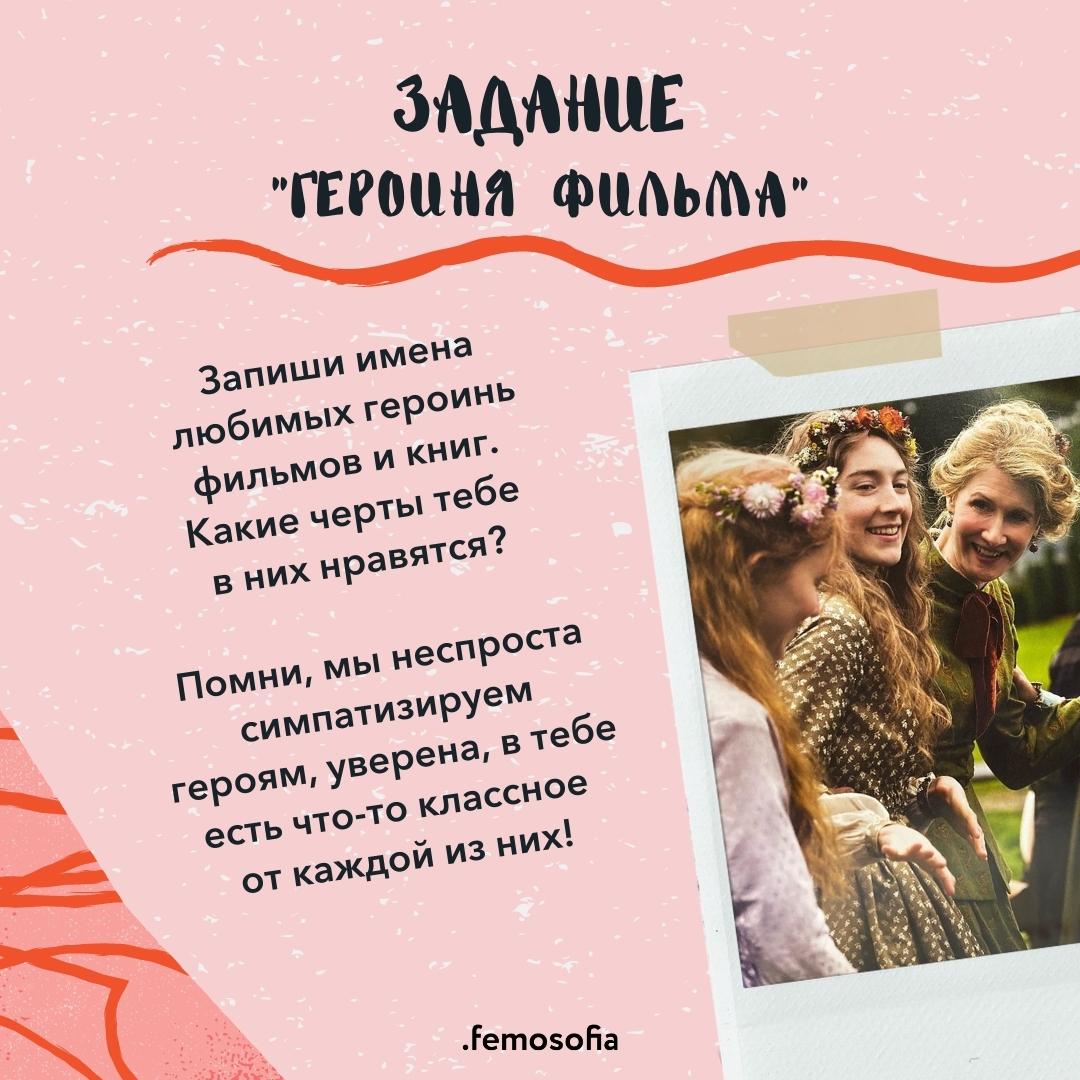 ЗАДАНИЕ
"ГЕРОИНЯ ФИЛЬМА"
Запиши имена
любимых героинь
фильмов и книг.
Какие черты тебе
в них нравятся?
Помни, мы неспроста
симпатизируем
героям, уверена, в тебе
есть что-то классное
от каждой из них!
.femosofia